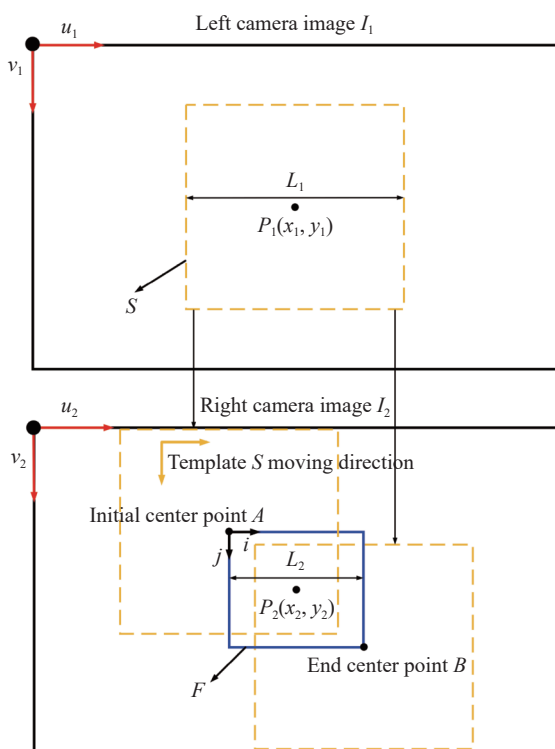 Left camera image I₁
u₁
v₁
L₁
P₁(x₁, y₁)
S
Right camera image I₂
u₂
v₂
Template S moving direction
Initial center point A
i
j
L₂
P₂(x₂, y₂)
End center point B
F